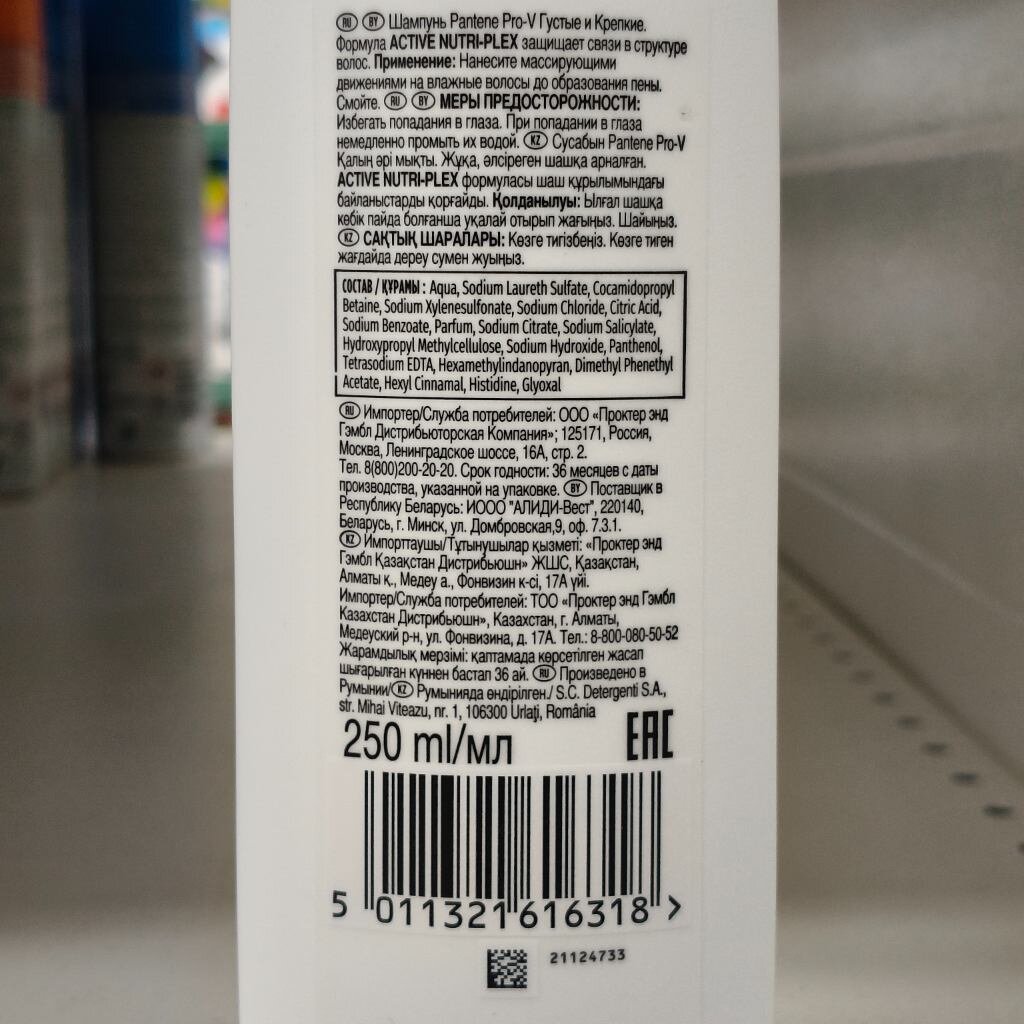 RU BY Шампунь Pantene Pro-V Густые и Крепкие.
Формула ACTIVE NUTRI-PLEX защищает связи в структуре
волос. Применение: Нанесите массирующими
движениями на влажные волосы до образования пены.
Смойте. RU BY МЕРЫ ПРЕДОСТОРОЖНОСТИ:
Избегать попадания в глаза. При попадании в глаза
немедленно промыть их водой. KZ Сусабын Pantene Pro-V
Қалың әрі мықты. Жұқа, әлсіреген шашқа арналған.
ACTIVE NUTRI-PLEX формуласы шаш құрылымындағы
байланыстарды қорғайды. Қолданылуы: Ылғал шашқа
көбік пайда болғанша уқалай отырып жағыңыз. Шайыңыз.
KZ САҚТЫҚ ШАРАЛАРЫ: Көзге тигізбеңіз. Көзге тиген
жағдайда дереу сумен жуыңыз.
СОСТАВ / ҚҰРАМЫ : Aqua, Sodium Laureth Sulfate, Cocamidopropyl
Betaine, Sodium Xylenesulfonate, Sodium Chloride, Citric Acid,
Sodium Benzoate, Parfum, Sodium Citrate, Sodium Salicylate,
Hydroxypropyl Methylcellulose, Sodium Hydroxide, Panthenol,
Tetrasodium EDTA, Hexamethylindanopyran, Dimethyl Phenethyl
Acetate, Hexyl Cinnamal, Histidine, Glyoxal
RU Импортер/Служба потребителей: ООО «Проктер энд
Гэмбл Дистрибьюторская Компания»; 125171, Россия,
Москва, Ленинградское шоссе, 16А, стр. 2.
Тел. 8(800)200-20-20. Срок годности: 36 месяцев с даты
производства, указанной на упаковке. BY Поставщик в
Республику Беларусь: ИООО "АЛИДИ-Вест", 220140,
Беларусь, г. Минск, ул. Домбровская,9, оф. 7.3.1.
KZ Импорттаушы/Тұтынушылар қызметі: «Проктер энд
Гэмбл Қазақстан Дистрибьюшн» ЖШС, Қазақстан,
Алматы қ., Медеу а., Фонвизин к-сі, 17А үйі.
Импортер/Служба потребителей: ТОО «Проктер энд Гэмбл
Казахстан Дистрибьюшн», Казахстан, г. Алматы,
Медеуский р-н, ул. Фонвизина, д. 17А. Тел.: 8-800-080-50-52
Жарамдылық мерзімі: қаптамада көрсетілген жасап
шығарылған күннен бастап 36 ай. RU Произведено в
Румынии/KZ Румынияда өндірілген./ S.C. Detergenti S.A.,
str. Mihai Viteazu, nr. 1, 106300 Urlaţi, România
250 ml/мл EAC
5 011321 616318 >
21124733